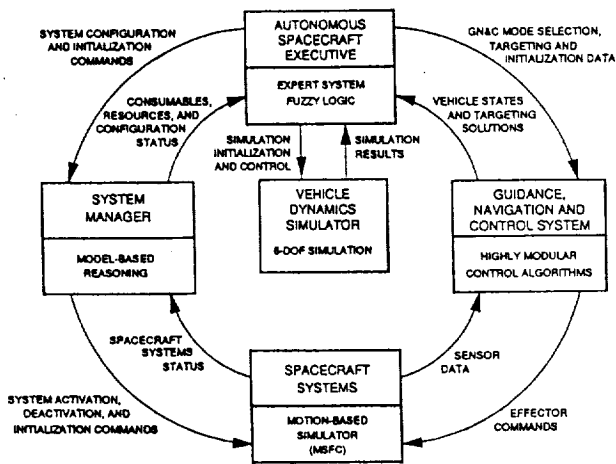 SYSTEM CONFIGURATION
AND INITIALIZATION
COMMANDS
AUTONOMOUS
SPACECRAFT
EXECUTIVE
EXPERT SYSTEM
FUZZY LOGIC
GN&C MODE SELECTION,
TARGETING AND
INITIALIZATION DATA
CONSUMABLES,
RESOURCES, AND
CONFIGURATION
STATUS
VEHICLE STATES
AND TARGETING
SOLUTIONS
SIMULATION
INITIALIZATION
AND CONTROL
SIMULATION
RESULTS
SYSTEM
MANAGER
MODEL-BASED
REASONING
VEHICLE
DYNAMICS
SIMULATOR
6-DOF SIMULATION
GUIDANCE,
NAVIGATION AND
CONTROL SYSTEM
HIGHLY MODULAR
CONTROL ALGORITHMS
SPACECRAFT
SYSTEMS
STATUS
SENSOR
DATA
SPACECRAFT
SYSTEMS
MOTION-BASED
SIMULATOR
(MSFC)
SYSTEM ACTIVATION,
DEACTIVATION, AND
INITIALIZATION COMMANDS
EFFECTOR
COMMANDS